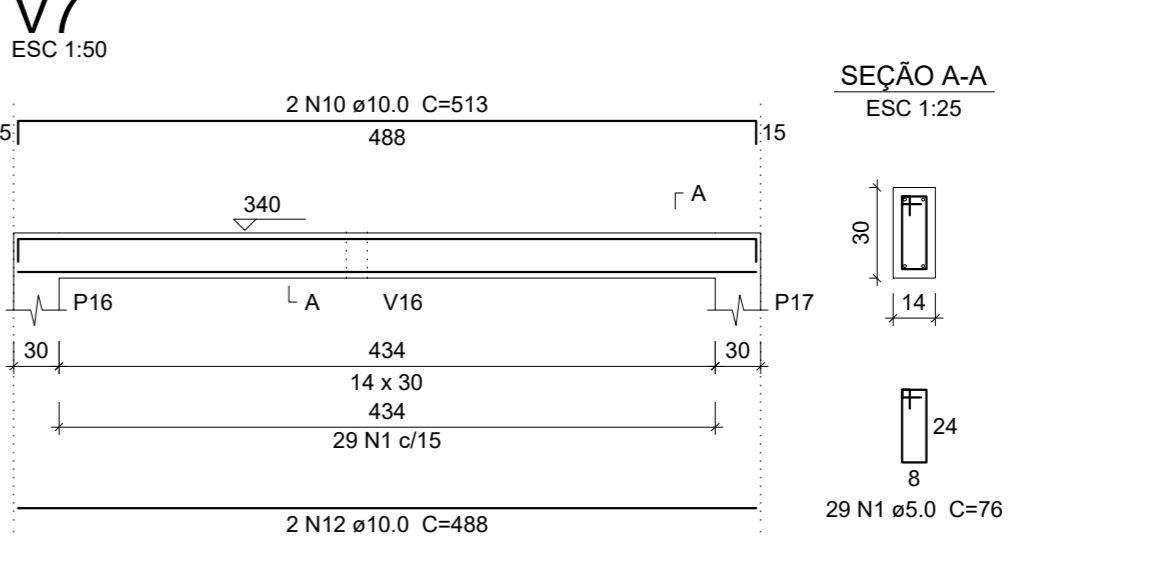 V7
ESC 1:50
SEÇÃO A-A
ESC 1:25
2 N10 ø10.0 C=513
5
488
15
340
A
30
P16
A
V16
P17
14
30
434
30
14 x 30
434
29 N1 c/15
24
8
29 N1 ø5.0 C=76
2 N12 ø10.0 C=488